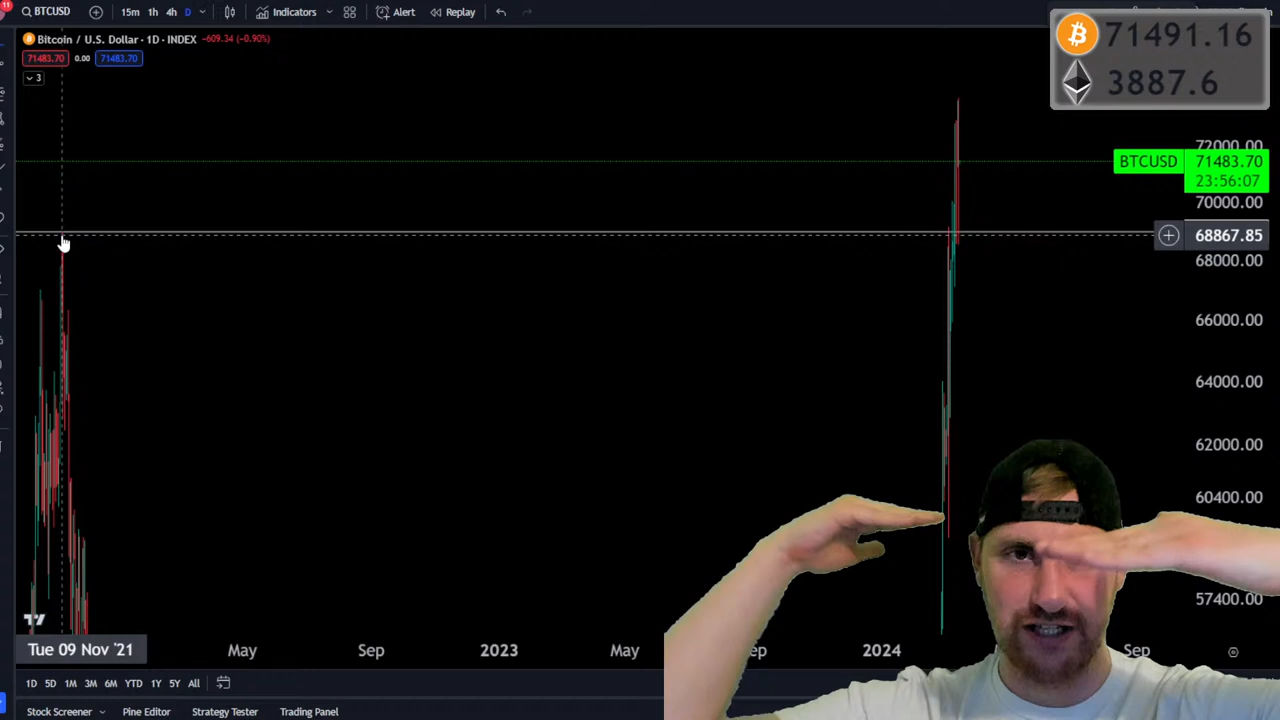 11
BTCUSD
15m 1h 4h D
Indicators
Alert
Replay
Bitcoin / U.S. Dollar · 1D · INDEX -609.34 (-0.90%)
71483.70 0.00 71483.70
3
71491.16
3887.6
72000.00
BTCUSD 71483.70
23:56:07
70000.00
68867.85
68000.00
66000.00
64000.00
62000.00
60400.00
57400.00
Tue 09 Nov '21 May Sep 2023 May 2024 Sep
1D 5D 1M 3M 6M YTD 1Y 5Y All
Stock Screener Pine Editor Strategy Tester Trading Panel